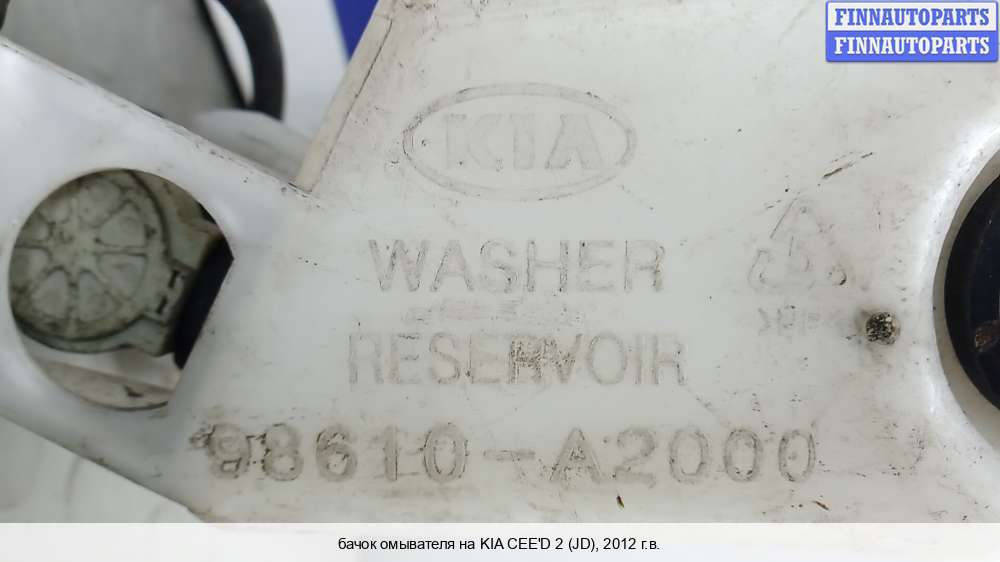 FINNAUTOPARTS
FINNAUTOPARTS
KIA
WASHER
RESERVOIR
98610-A2000
бачок омывателя на KIA CEE'D 2 (JD), 2012 г.в.